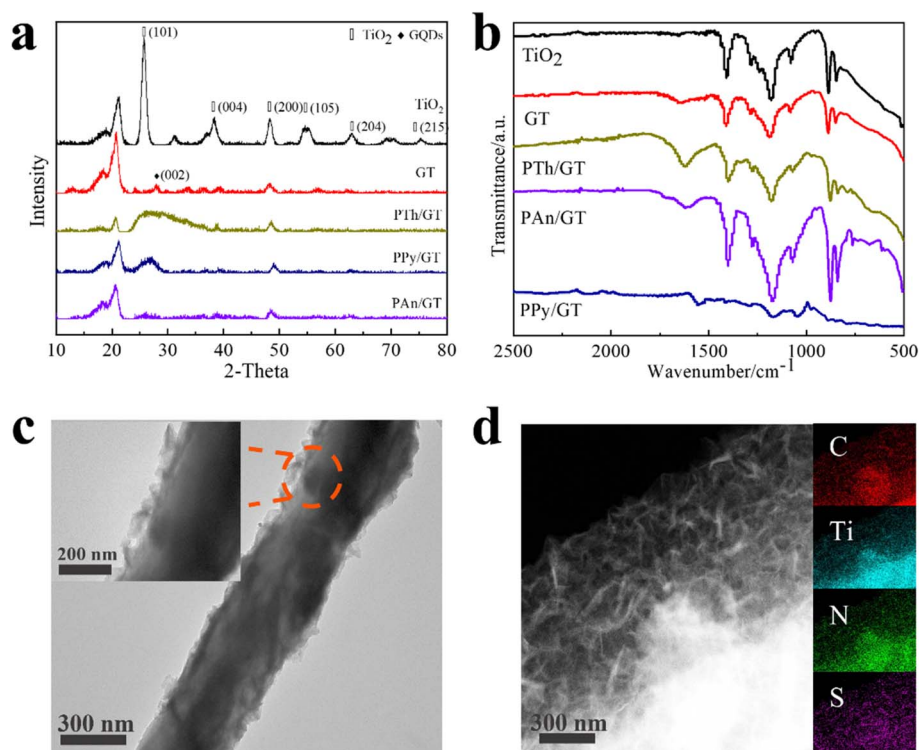 a
(101)
TiO2 ◆ GQDs
TiO2
(004)
(200)
(105)
(204)
(215)
GT
◆ (002)
PTh/GT
PPy/GT
PAn/GT
Intensity
10 20 30 40 50 60 70 80
2-Theta
b
TiO2
GT
PTh/GT
PAn/GT
PPy/GT
Transmittance/a.u.
2500 2000 1500 1000 500
Wavenumber/cm-1
c
200 nm
300 nm
d
300 nm
C
Ti
N
S